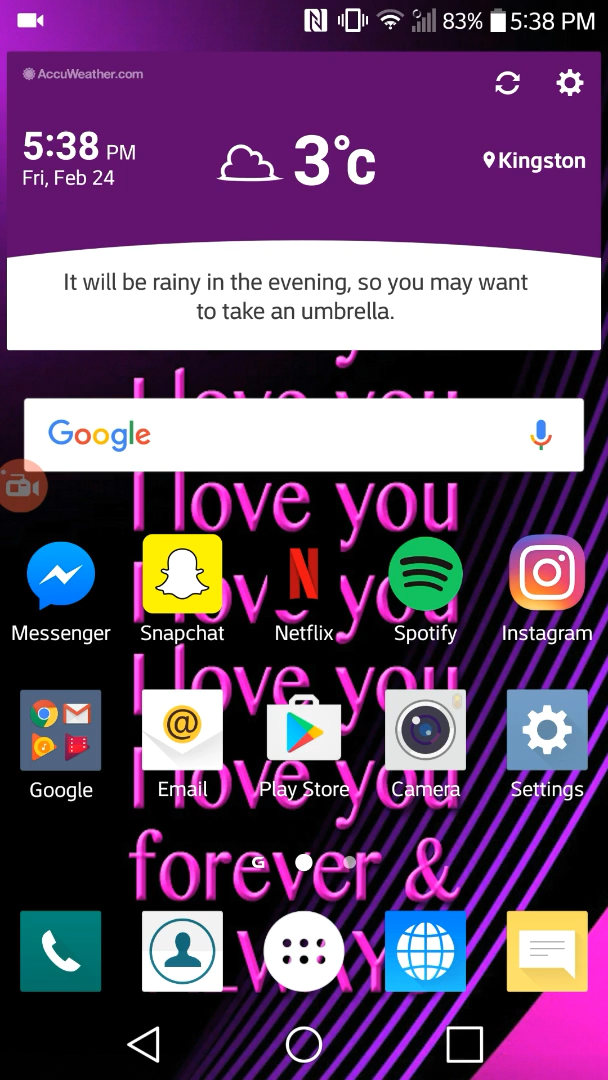 83% 5:38 PM
AccuWeather.com
5:38 PM
Fri, Feb 24
3°c
Kingston
It will be rainy in the evening, so you may want
to take an umbrella.
I love you
Google
I love you
I love you
Messenger Snapchat Netflix Spotify Instagram
I love you
I love you
Google Email Play Store Camera Settings
forever &
G